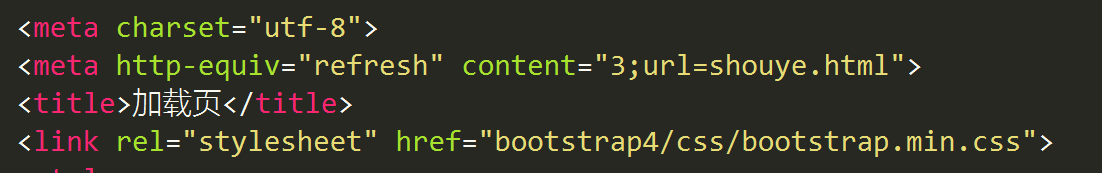 <meta charset="utf-8">
<meta http-equiv="refresh" content="3;url=shouye.html">
<title>加载页</title>
<link rel="stylesheet" href="bootstrap4/css/bootstrap.min.css">